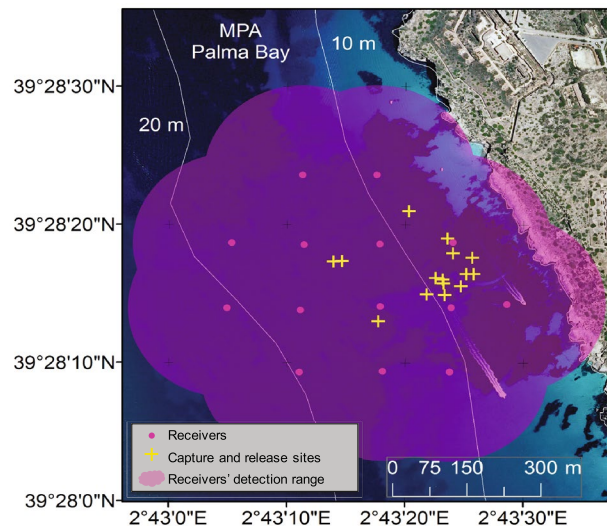 MPA
Palma Bay
10 m
20 m
39°28'30"N
39°28'20"N
39°28'10"N
39°28'0"N
Receivers
Capture and release sites
Receivers' detection range
0 75 150 300 m
2°43'0"E 2°43'10"E 2°43'20"E 2°43'30"E